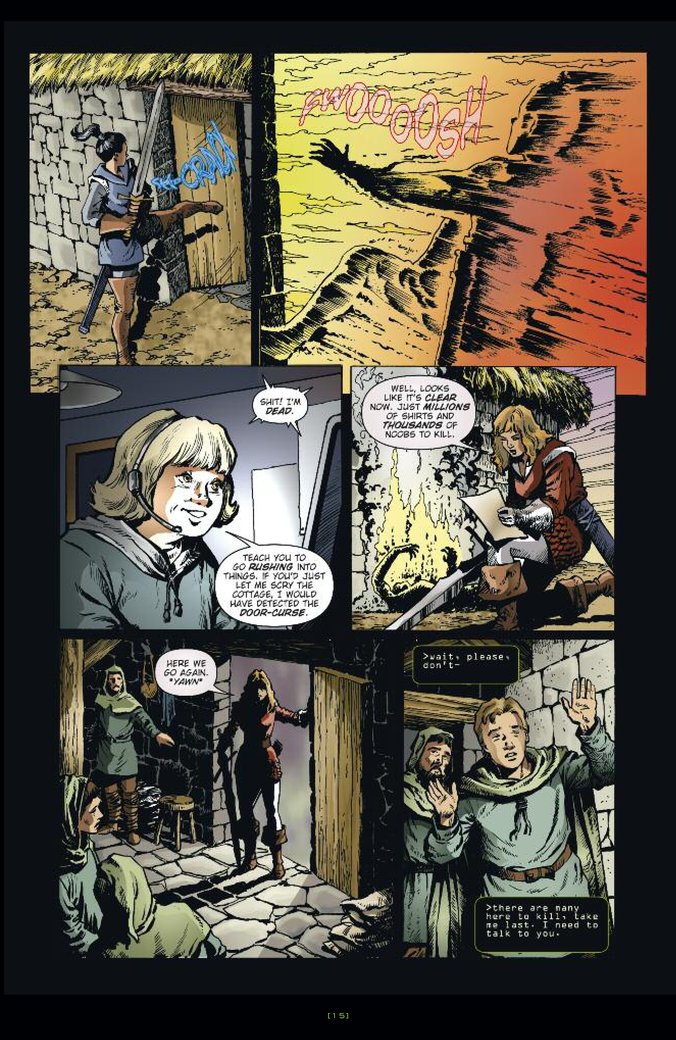 FWOOOOSH
SHIT! I'M
DEAD.
TEACH YOU TO
GO RUSHING INTO
THINGS. IF YOU'D JUST
LET ME SCRY THE
COTTAGE, I WOULD
HAVE DETECTED THE
DOOR-CURSE.
WELL, LOOKS
LIKE IT'S CLEAR
NOW. JUST MILLIONS
OF SHIRTS AND
THOUSANDS OF
NOOBS TO KILL.
HERE WE
GO AGAIN.
*YAWN*
>wait, please,
don't-
>there are many
here to kill, take
me last. I need to
talk to you.
[15]